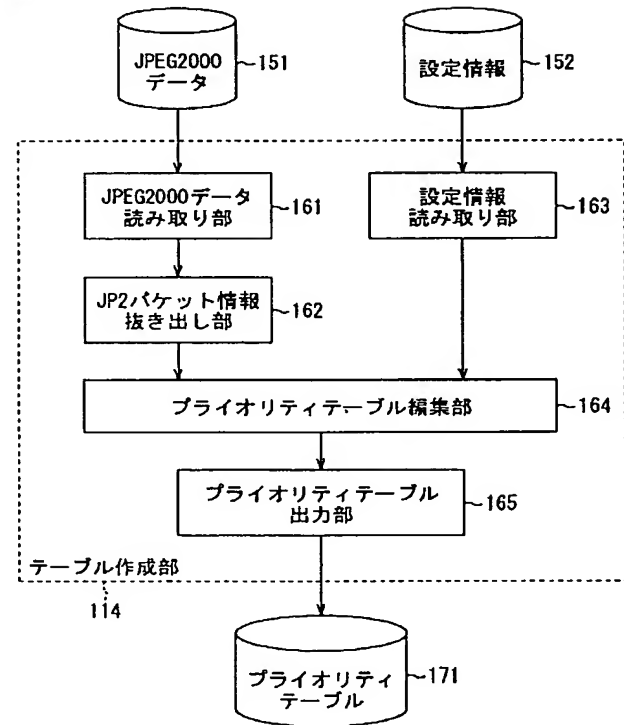 JPEG2000
データ
151
設定情報
152
JPEG2000データ
読み取り部
161
設定情報
読み取り部
163
JP2パケット情報
抜き出し部
162
プライオリティテーブル編集部
164
プライオリティテーブル
出力部
165
テーブル作成部
114
プライオリティ
テーブル
171